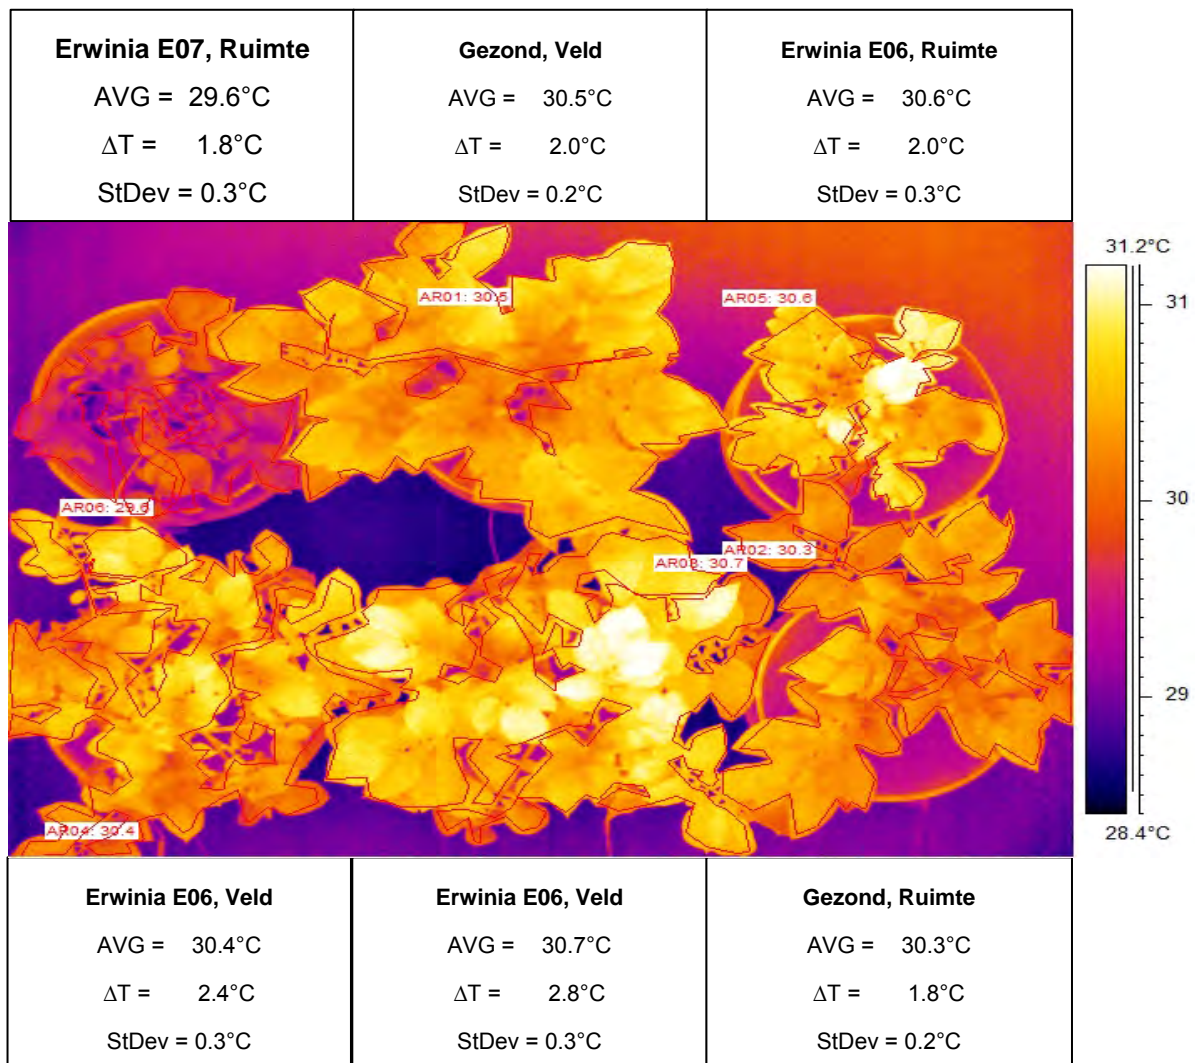 Erwinia E07, Ruimte
AVG = 29.6°C
ΔT = 1.8°C
StDev = 0.3°C
Gezond, Veld
AVG = 30.5°C
ΔT = 2.0°C
StDev = 0.2°C
Erwinia E06, Ruimte
AVG = 30.6°C
ΔT = 2.0°C
StDev = 0.3°C
AR01: 30.5
AR05: 30.6
AR06: 29.6
AR02: 30.3
AR03: 30.7
AR04: 30.4
31.2°C
31
30
29
28.4°C
Erwinia E06, Veld
AVG = 30.4°C
ΔT = 2.4°C
StDev = 0.3°C
Erwinia E06, Veld
AVG = 30.7°C
ΔT = 2.8°C
StDev = 0.3°C
Gezond, Ruimte
AVG = 30.3°C
ΔT = 1.8°C
StDev = 0.2°C